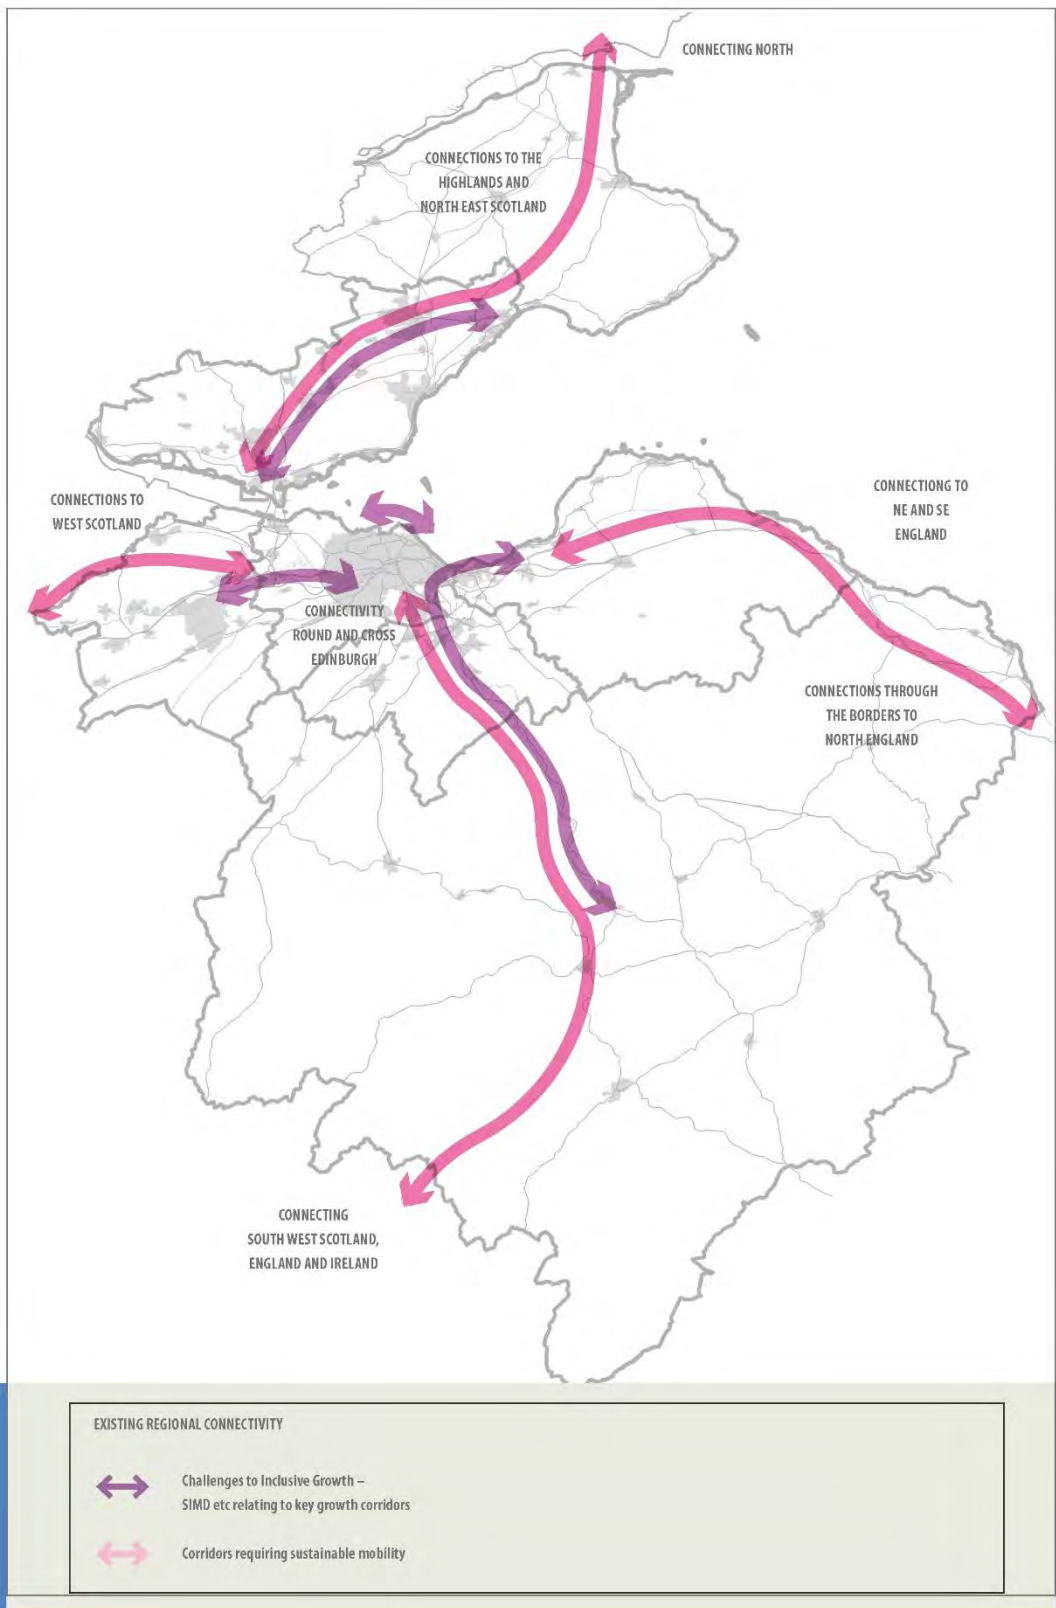 CONNECTING NORTH
CONNECTIONS TO THE
HIGHLANDS AND
NORTH EAST SCOTLAND
CONNECTIONS TO
WEST SCOTLAND
CONNECTIONG TO
NE AND SE
ENGLAND
CONNECTIVITY
ROUND AND CROSS
EDINBURGH
CONNECTIONS THROUGH
THE BORDERS TO
NORTH ENGLAND
CONNECTING
SOUTH WEST SCOTLAND,
ENGLAND AND IRELAND
EXISTING REGIONAL CONNECTIVITY
Challenges to Inclusive Growth –
SIMD etc relating to key growth corridors
Corridors requiring sustainable mobility